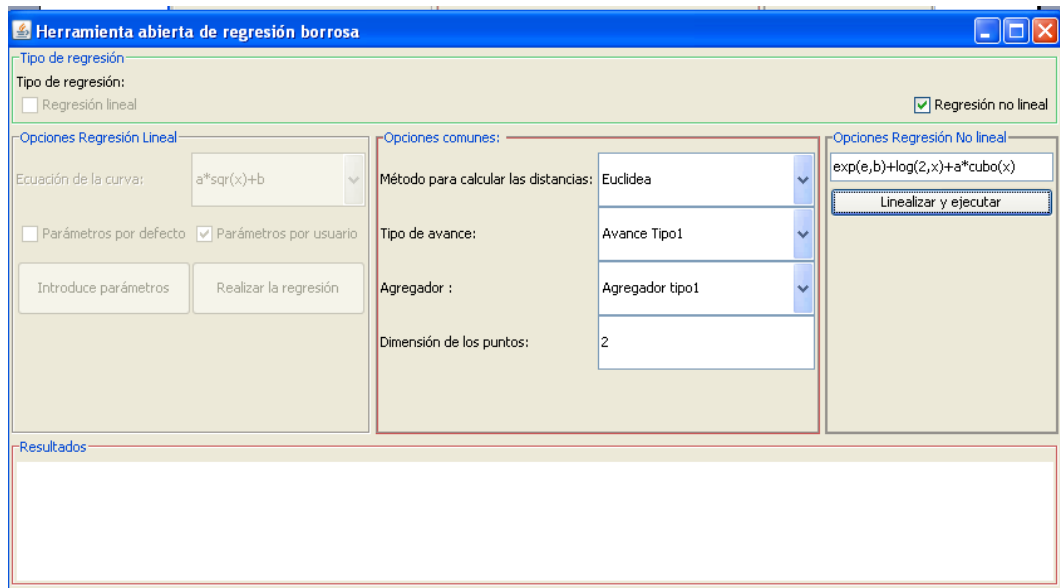 Herramienta abierta de regresión borrosa
Tipo de regresión
Tipo de regresión:
Regresión lineal
Regresión no lineal
Opciones Regresión Lineal
Ecuación de la curva:
a*sqr(x)+b
Parámetros por defecto
Parámetros por usuario
Introduce parámetros
Realizar la regresión
Opciones comunes:
Método para calcular las distancias:
Euclidea
Tipo de avance:
Avance Tipo1
Agregador :
Agregador tipo1
Dimensión de los puntos:
2
Opciones Regresión No lineal
exp(e,b)+log(2,x)+a*cubo(x)
Linealizar y ejecutar
Resultados